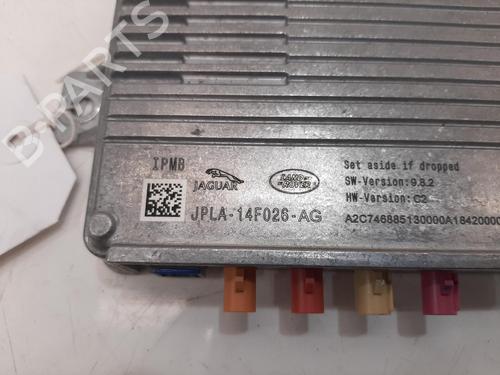 B-PARTS
IPMB
JAGUAR
LAND ROVER
JPLA-14F026-AG
Set aside if dropped
SW-Version:9.8.2
HW-Version: C2
A2C746885130000A18420000